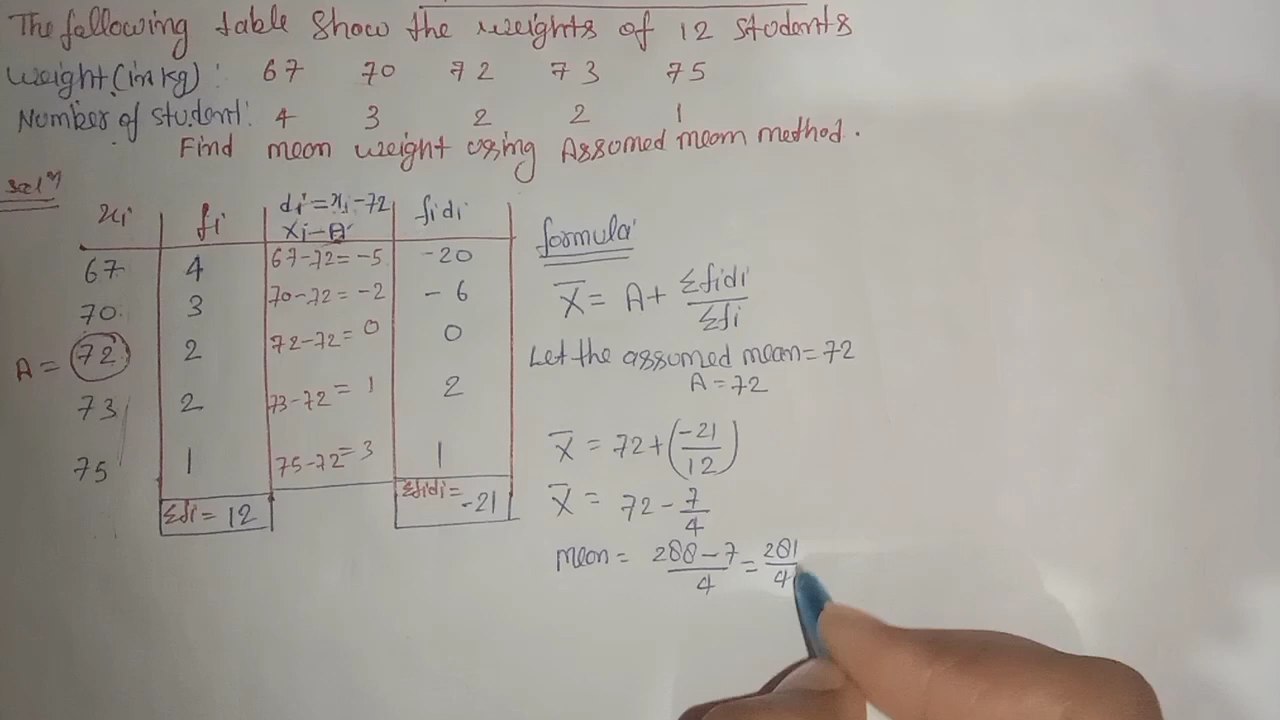 The following table Show the weights of 12 Students
Weight (in kg) : 67 70 72 73 75
Number of student: 4 3 2 2 1
Find mean weight using Assumed mean method.
Solⁿ
xi fi di = xi - 72 fidi
xi - A
67 4 67-72 = -5 -20
70 3 70-72 = -2 - 6
A = 72 2 72-72 = 0 0
73 2 73-72 = 1 2
75 1 75-72 = 3 1
Σfi = 12 Σfidi = -21
formula
X̄ = A + Σfidi/Σfi
Let the assumed mean = 72
A = 72
X̄ = 72 + (-21/12)
X̄ = 72 - 7/4
mean = 288 - 7/4 = 281/4